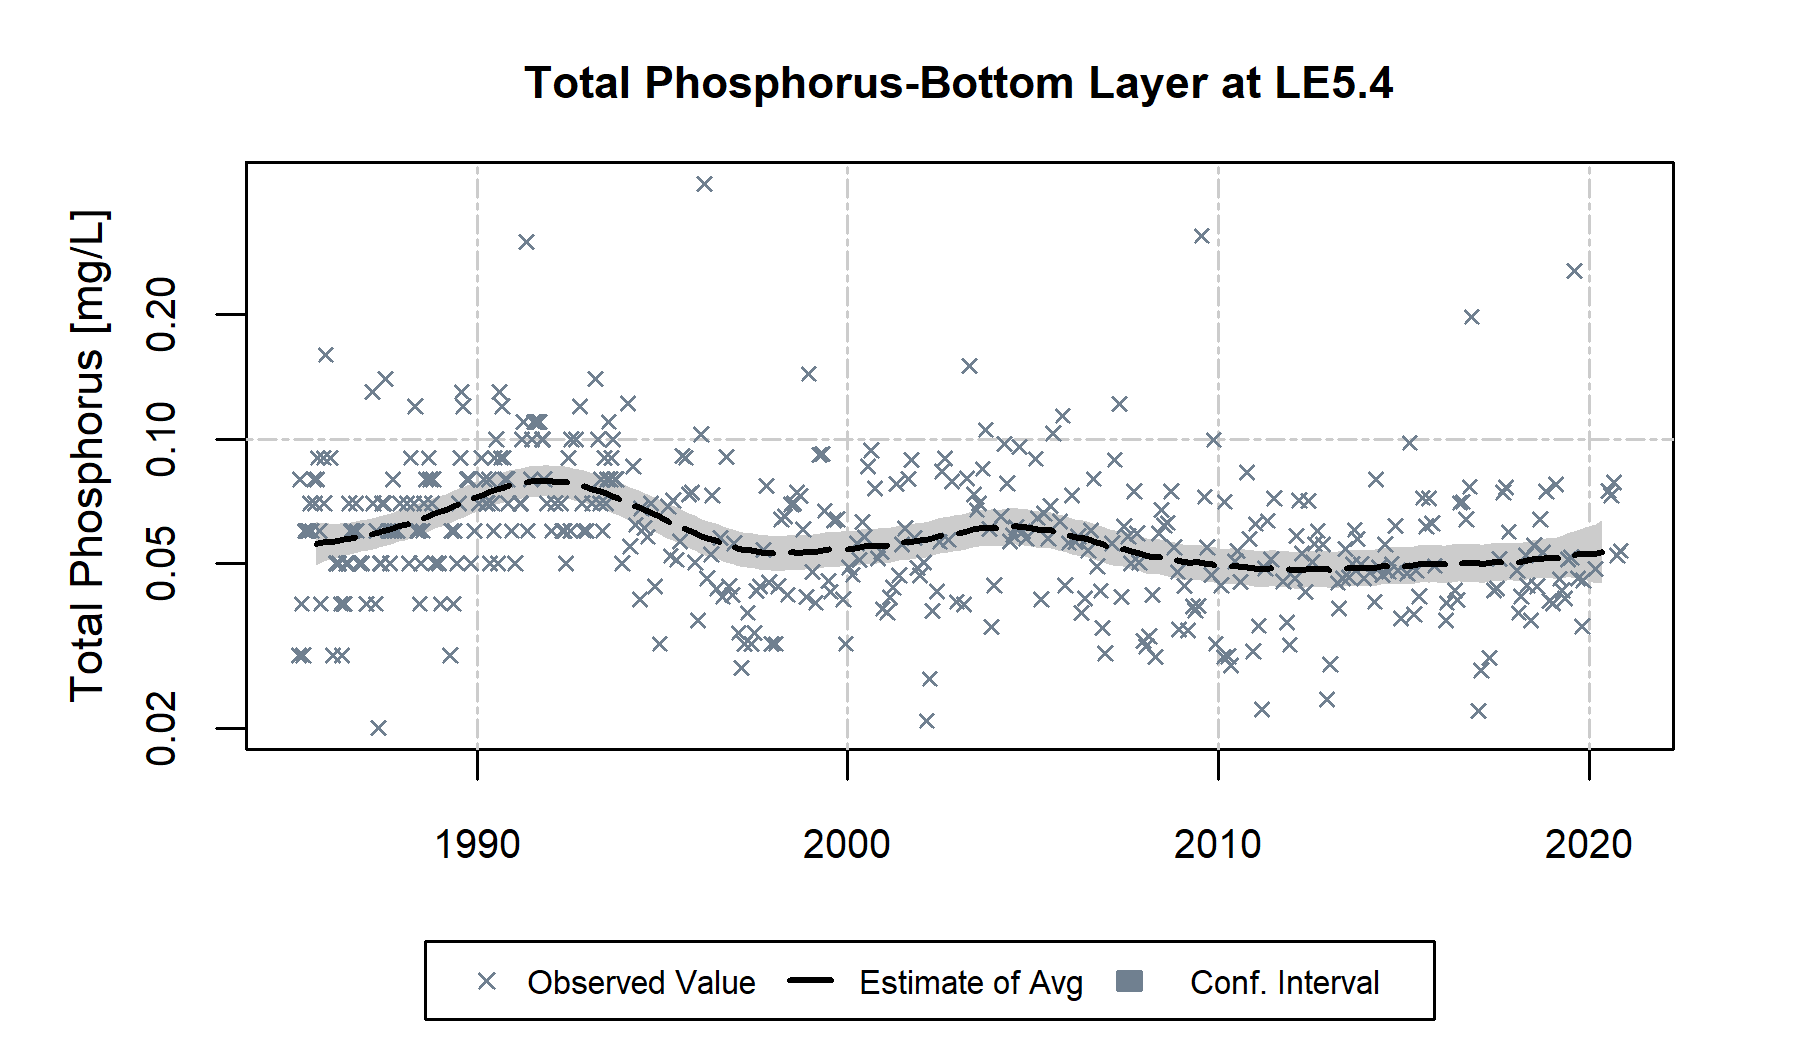 Total Phosphorus-Bottom Layer at LE5.4
Total Phosphorus [mg/L]
0.20
0.10
0.05
0.02
1990 2000 2010 2020
Observed Value Estimate of Avg Conf. Interval